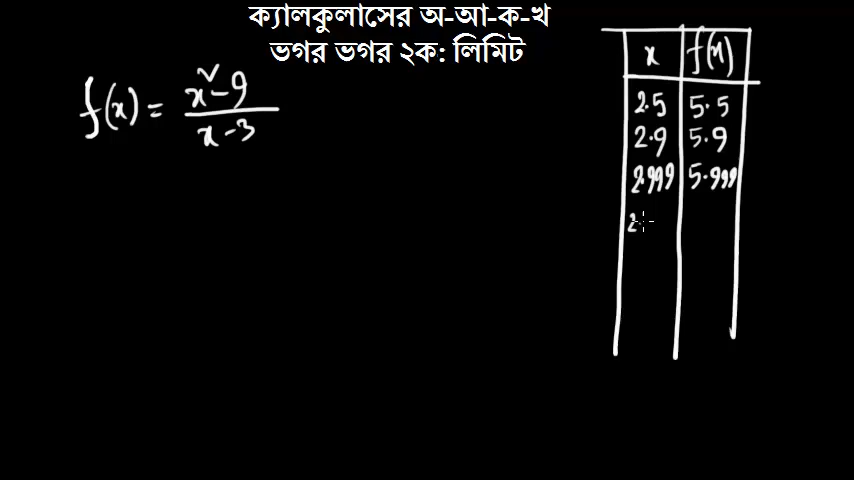 ক্যালকুলাসের অ-আ-ক-খ
ভগর ভগর ২ক: লিমিট
f(x) = x² - 9 / x - 3
x f(x)
2.5 5.5
2.9 5.9
2.999 5.999
2.